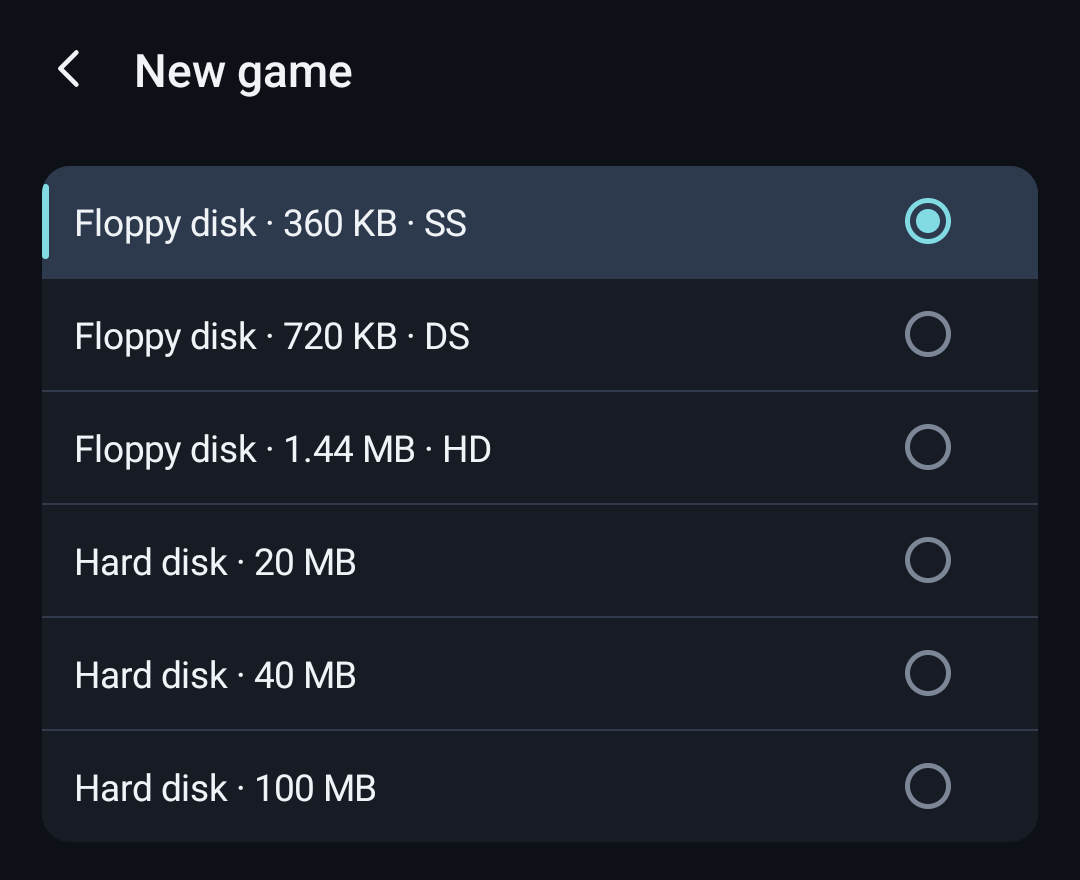 New game
Floppy disk · 360 KB · SS
Floppy disk · 720 KB · DS
Floppy disk · 1.44 MB · HD
Hard disk · 20 MB
Hard disk · 40 MB
Hard disk · 100 MB